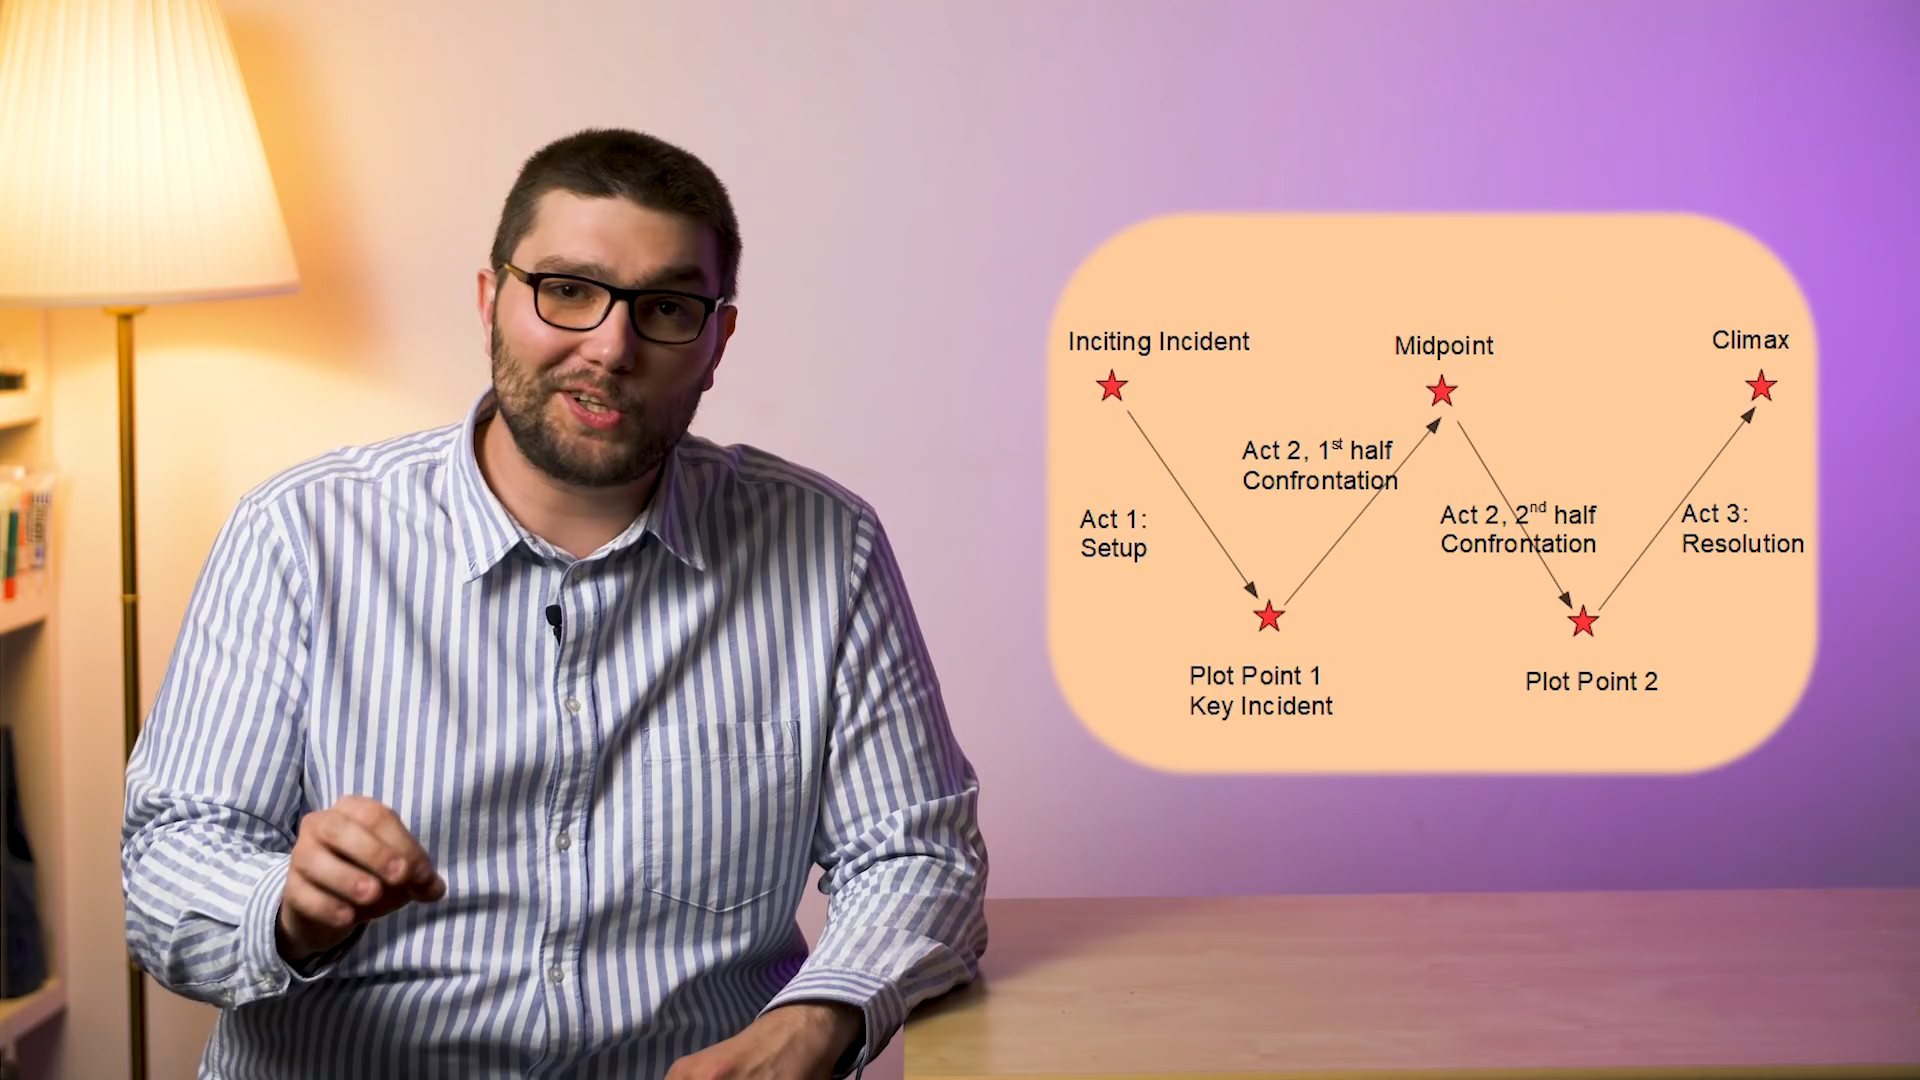 Inciting Incident
Midpoint
Climax
Act 2, 1st half
Confrontation
Act 1:
Setup
Act 2, 2nd half
Confrontation
Act 3:
Resolution
Plot Point 1
Key Incident
Plot Point 2